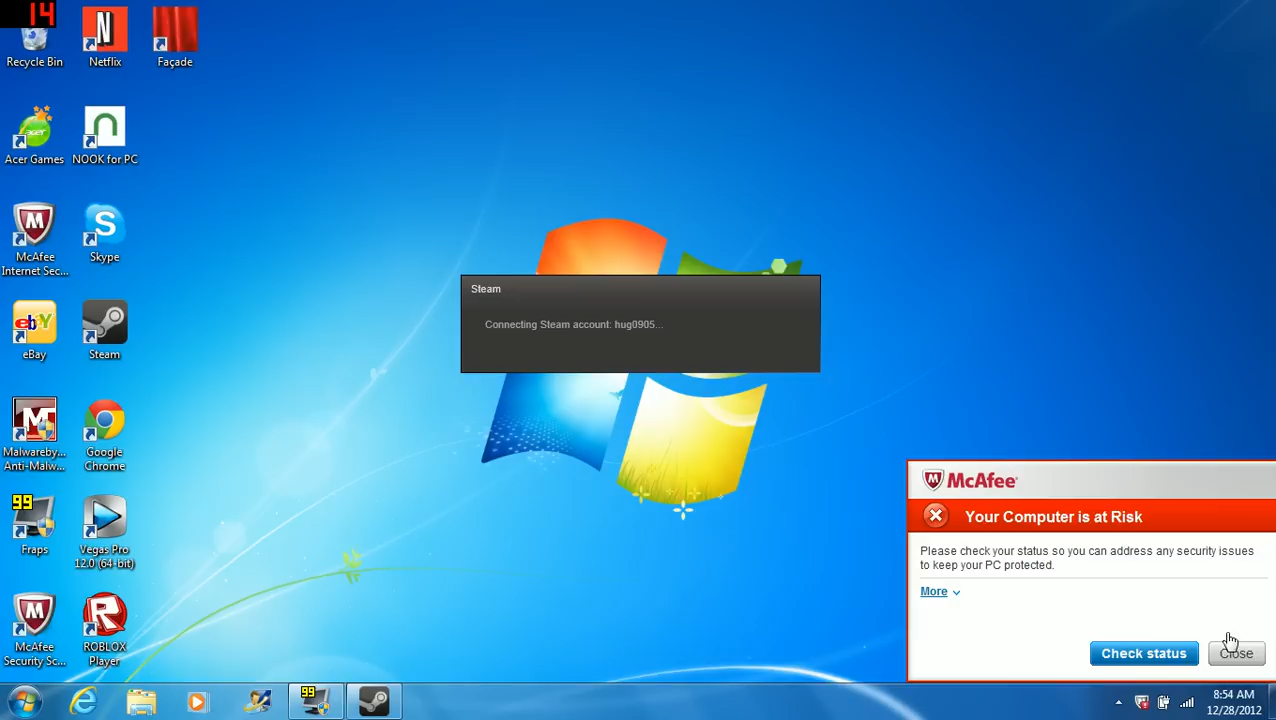 14
Recycle Bin
Netflix
Façade
Acer Games
NOOK for PC
McAfee
Internet Sec...
Skype
eBay
Steam
Malwareby...
Anti-Malw...
Google
Chrome
99
Fraps
Vegas Pro
12.0 (64-bit)
McAfee
Security Sc...
ROBLOX
Player
Steam
Connecting Steam account: hug0905...
McAfee
Your Computer is at Risk
Please check your status so you can address any security issues
to keep your PC protected.
More
Check status
Close
99
8:54 AM
12/28/2012